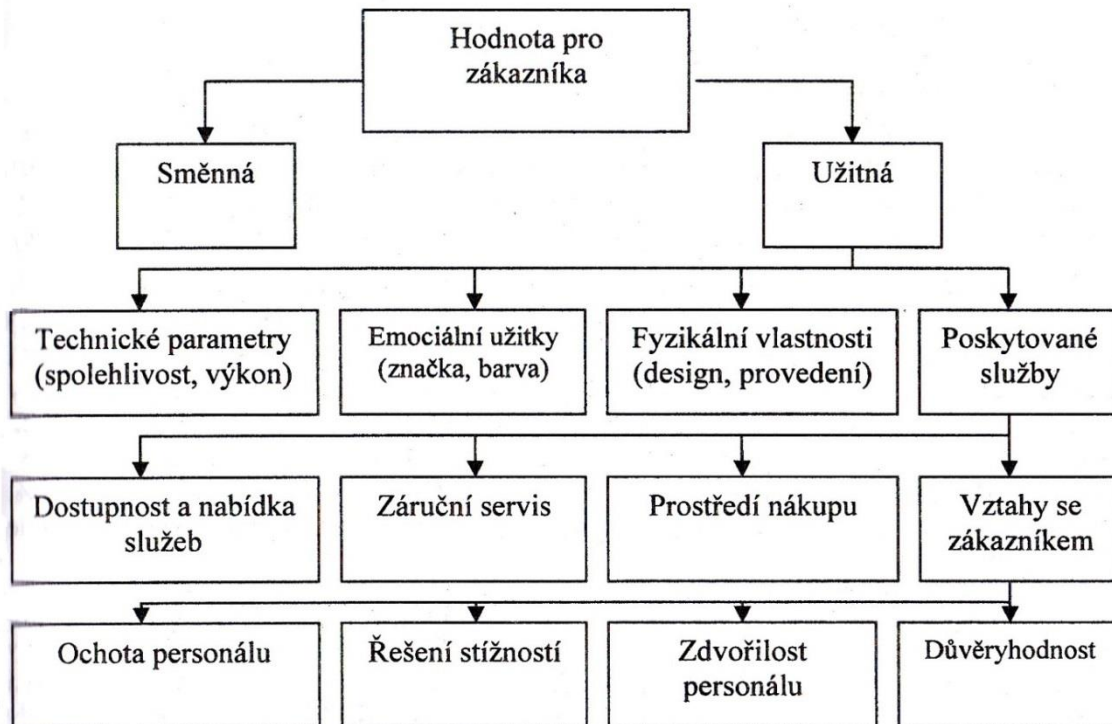 Hodnota pro
zákazníka
Směnná
Užitná
Technické parametry
(spolehlivost, výkon)
Emociální užitky
(značka, barva)
Fyzikální vlastnosti
(design, provedení)
Poskytované
služby
Dostupnost a nabídka
služeb
Záruční servis
Prostředí nákupu
Vztahy se
zákazníkem
Ochota personálu
Řešení stížností
Zdvořilost
personálu
Důvěryhodnost